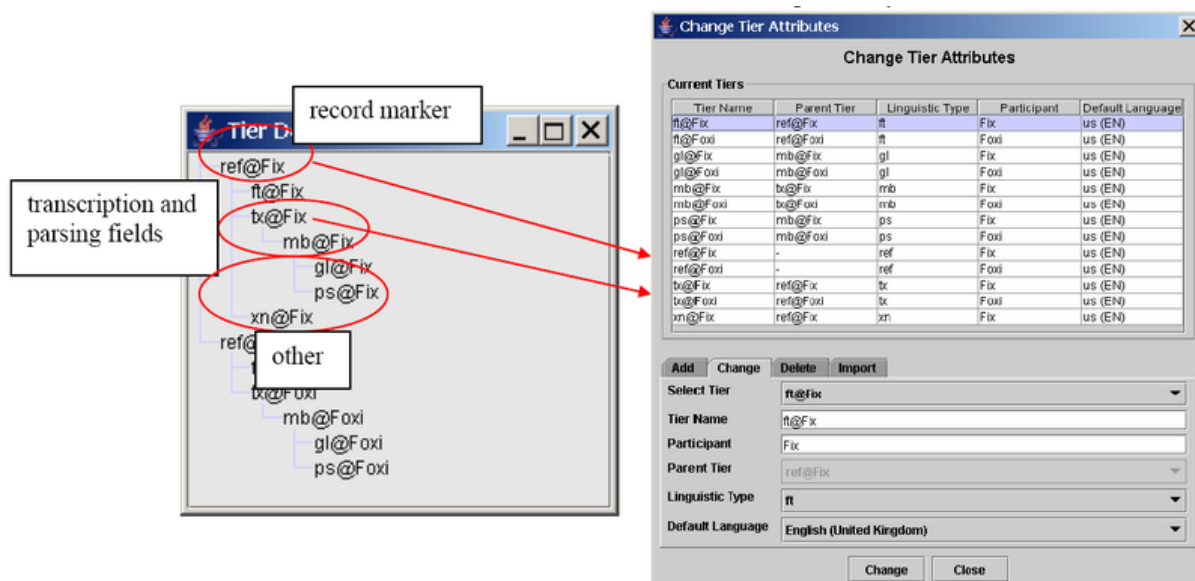 record marker
transcription and
parsing fields
other
Tier D
ref@Fix
ft@Fix
tx@Fix
mb@Fix
gl@Fix
ps@Fix
xn@Fix
ref@
tx@Foxi
mb@Foxi
gl@Foxi
ps@Foxi
Change Tier Attributes
Change Tier Attributes
Current Tiers
Tier Name Parent Tier Linguistic Type Participant Default Language
ft@Fix ref@Fix ft Fix us (EN)
ft@Foxi ref@Foxi ft Foxi us (EN)
gl@Fix mb@Fix gl Fix us (EN)
gl@Foxi mb@Foxi gl Foxi us (EN)
mb@Fix tx@Fix mb Fix us (EN)
mb@Foxi tx@Foxi mb Foxi us (EN)
ps@Fix mb@Fix ps Fix us (EN)
ps@Foxi mb@Foxi ps Foxi us (EN)
ref@Fix - ref Fix us (EN)
ref@Foxi - ref Foxi us (EN)
tx@Fix ref@Fix tx Fix us (EN)
tx@Foxi ref@Foxi tx Foxi us (EN)
xn@Fix ref@Fix xn Fix us (EN)
Add Change Delete Import
Select Tier ft@Fix
Tier Name ft@Fix
Participant Fix
Parent Tier ref@Fix
Linguistic Type ft
Default Language English (United Kingdom)
Change Close